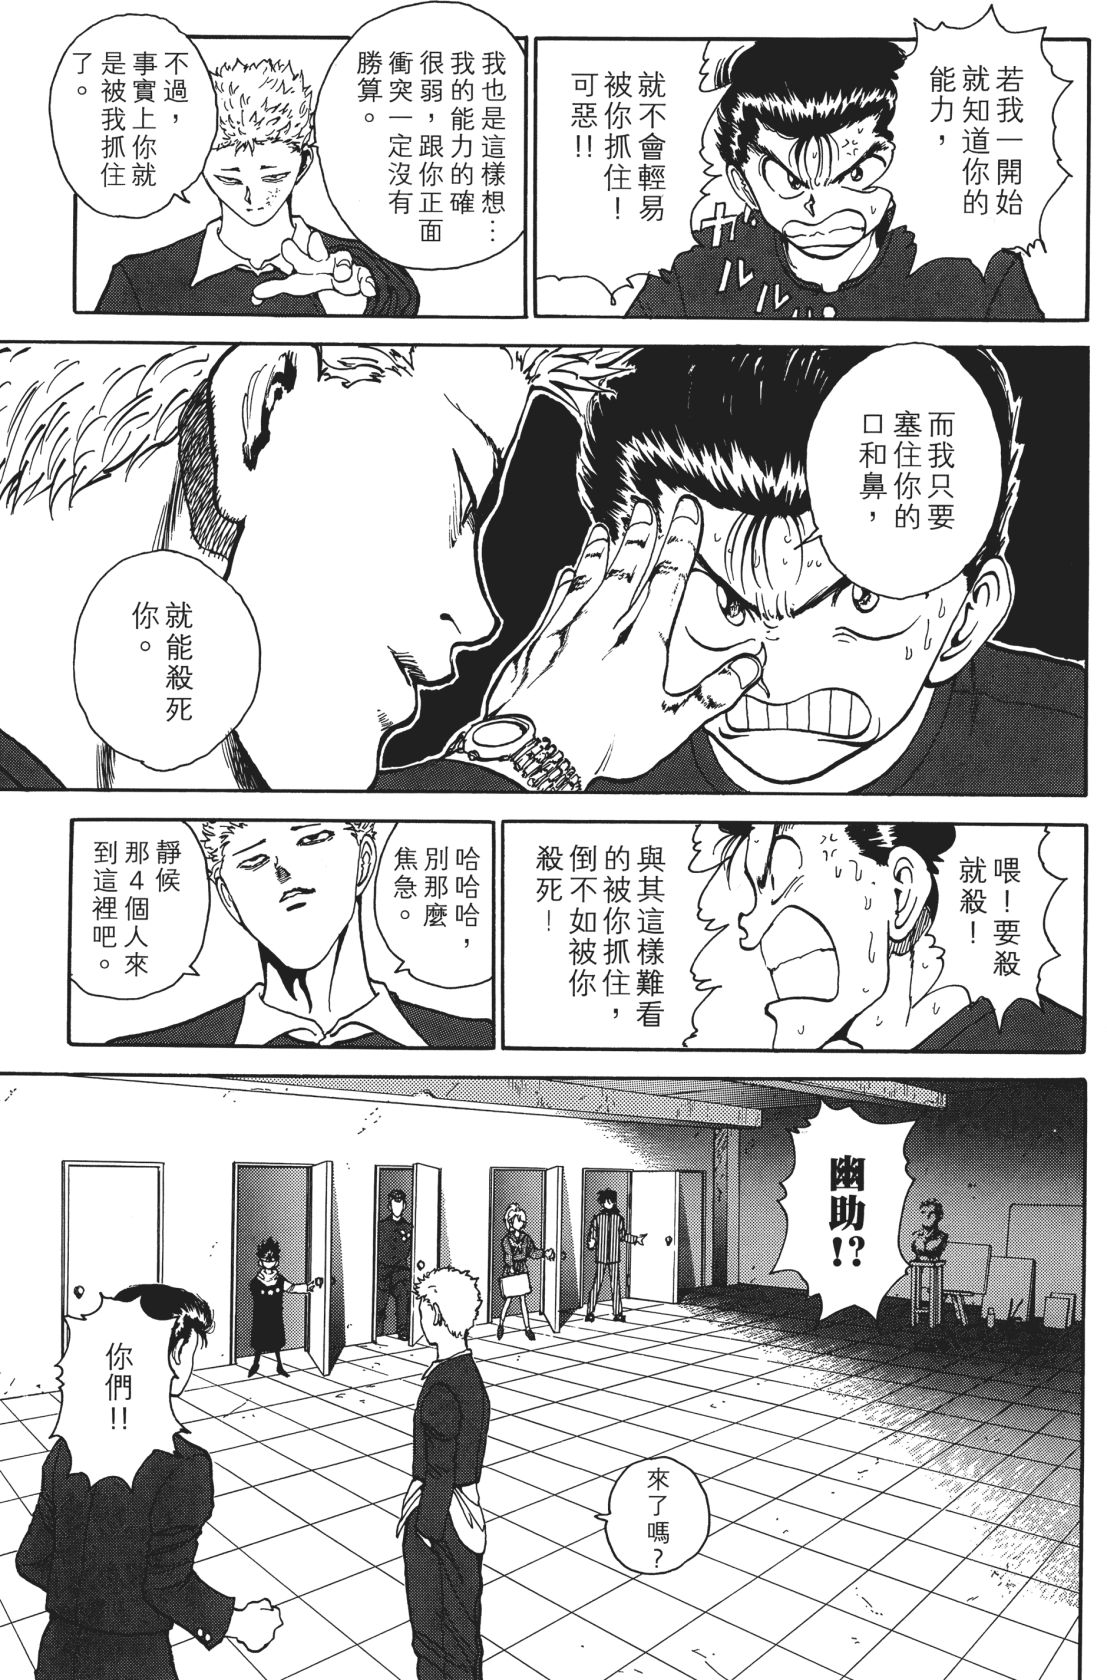 若我一開始
就知道你的
能力，
就不會輕易
被你抓住！
可惡!!
ガルルル。
我也是這樣想…
我的能力的確
很弱，跟你正面
衝突一定沒有
勝算。
不過，
事實上你就
是被我抓住
了。
而我只要
塞住你的
口和鼻，
就能殺死
你。
喂！要殺
就殺！
與其這樣難看
的被你抓住，
倒不如被你
殺死！
哈哈哈，
別那麼
焦急。
靜候
那4個人來
到這裡吧。
幽助!?
你們!!
來了嗎？